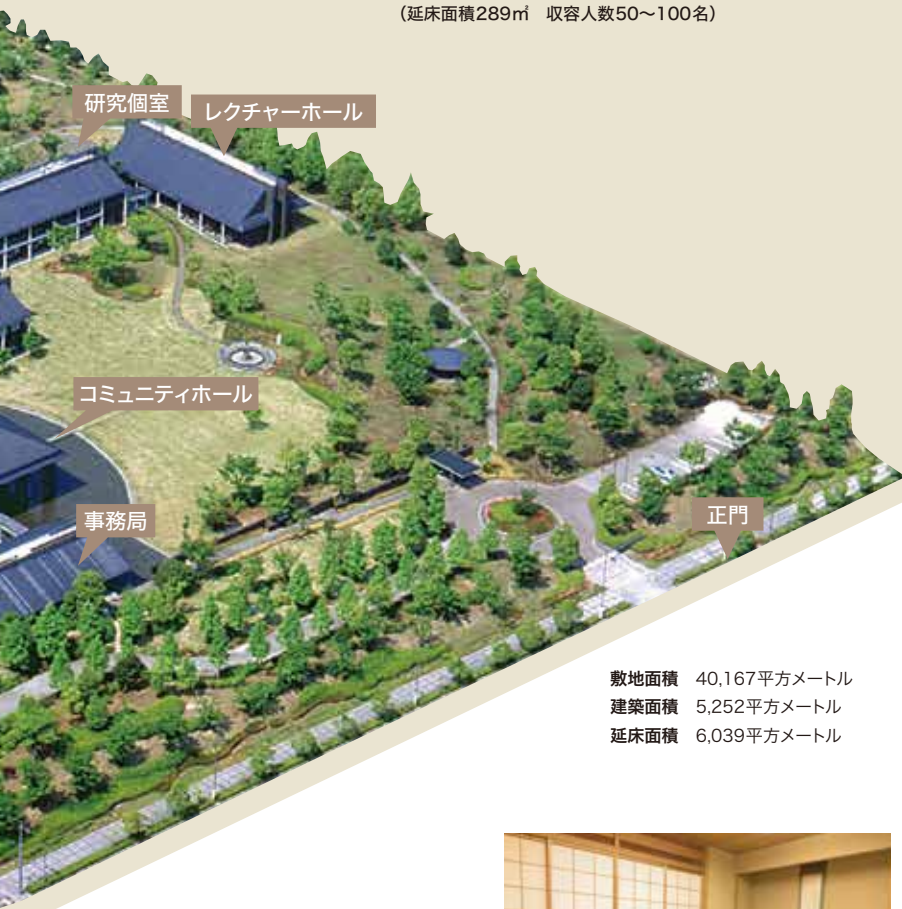 （延床面積289㎡　収容人数50〜100名）
研究個室
レクチャーホール
コミュニティホール
事務局
正門
敷地面積　40,167平方メートル
建築面積　5,252平方メートル
延床面積　6,039平方メートル